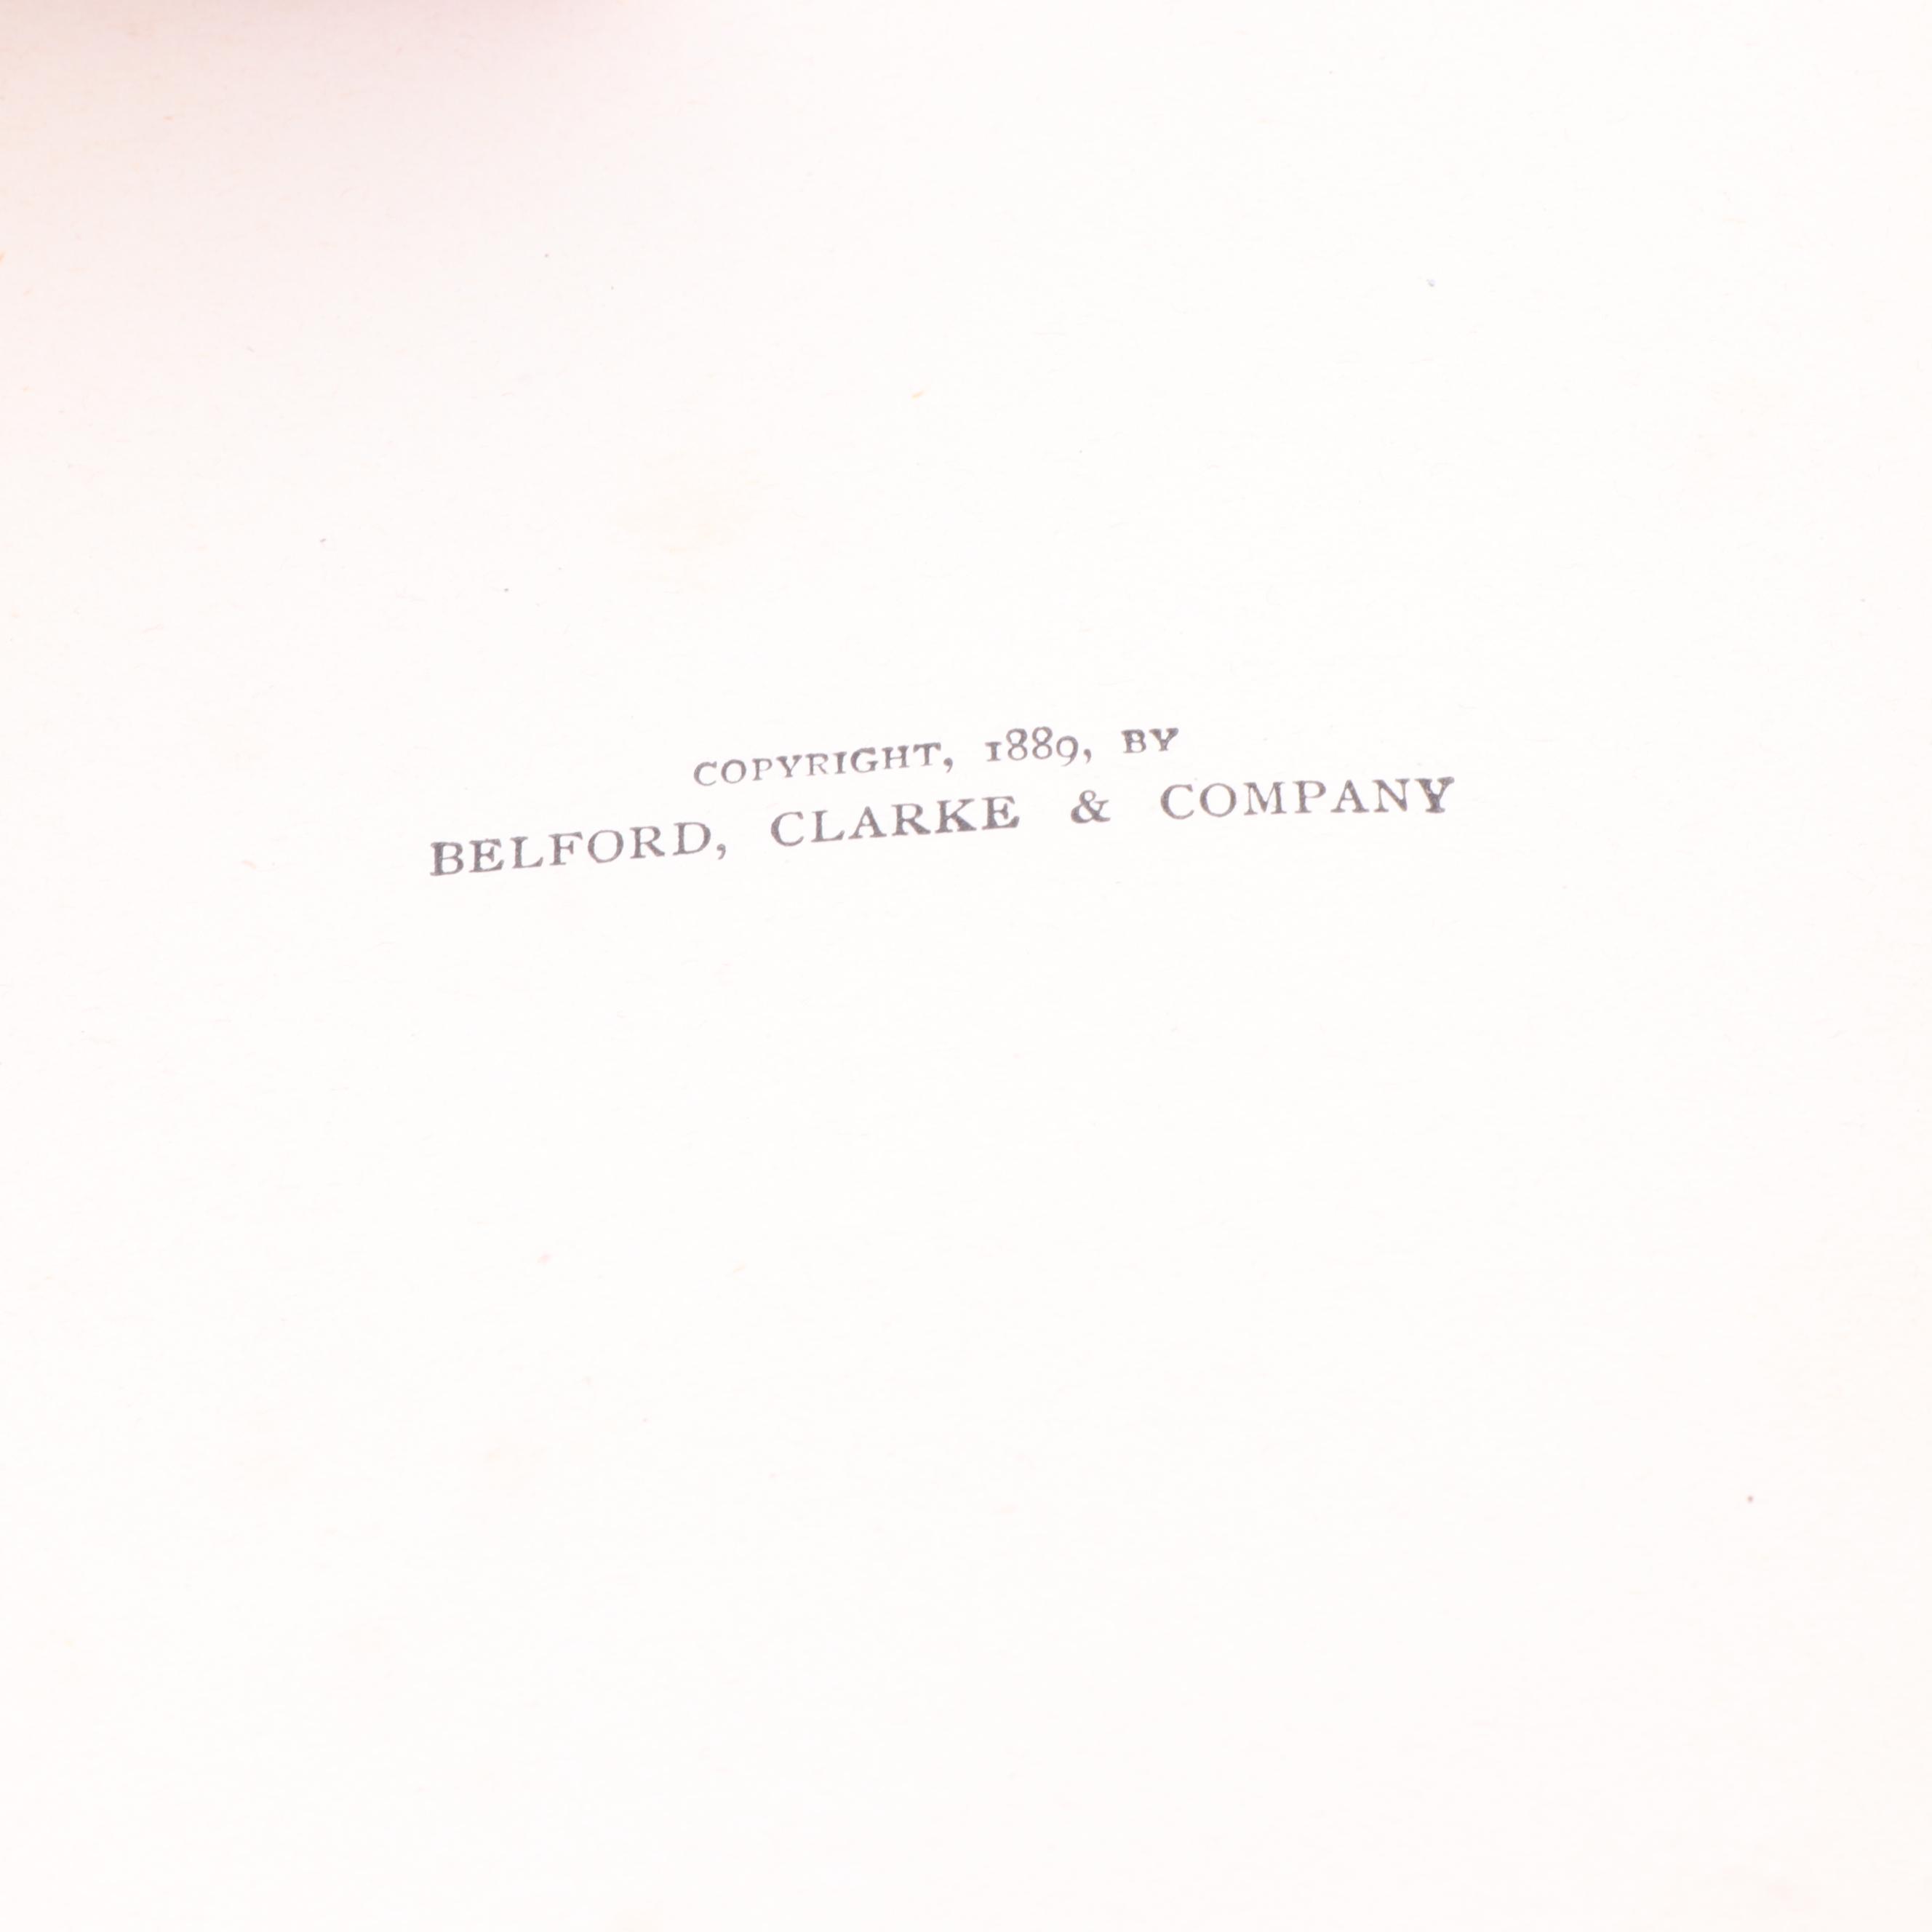 COPYRIGHT, 1889, BY
BELFORD, CLARKE & COMPANY